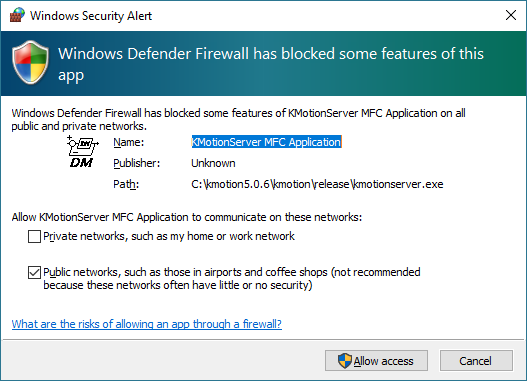 Windows Security Alert
Windows Defender Firewall has blocked some features of this
app
Windows Defender Firewall has blocked some features of KMotionServer MFC Application on all
public and private networks.
DM
Name: KMotionServer MFC Application
Publisher: Unknown
Path: C:\kmotion5.0.6\kmotion\release\kmotionserver.exe
Allow KMotionServer MFC Application to communicate on these networks:
Private networks, such as my home or work network
Public networks, such as those in airports and coffee shops (not recommended
because these networks often have little or no security)
What are the risks of allowing an app through a firewall?
Allow access
Cancel